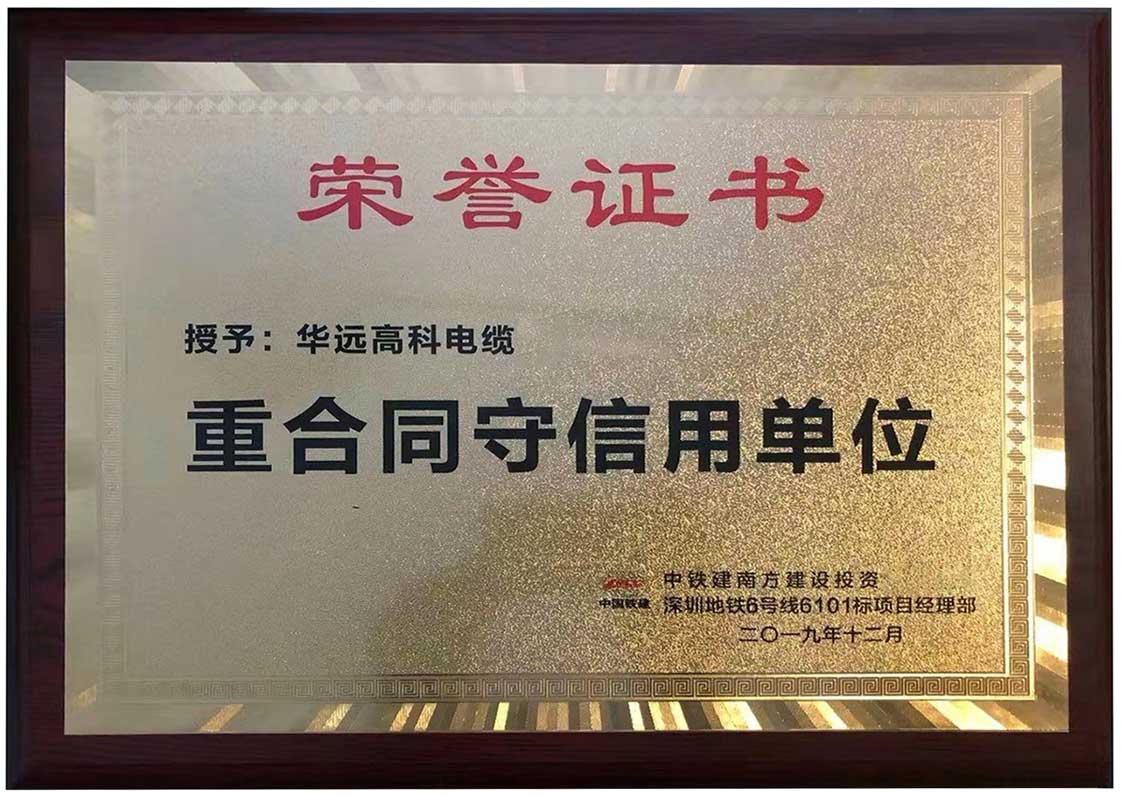 荣誉证书
授予：华远高科电缆
重合同守信用单位
中国铁建
中铁建南方建设投资
深圳地铁6号线6101标项目经理部
二〇一九年十二月